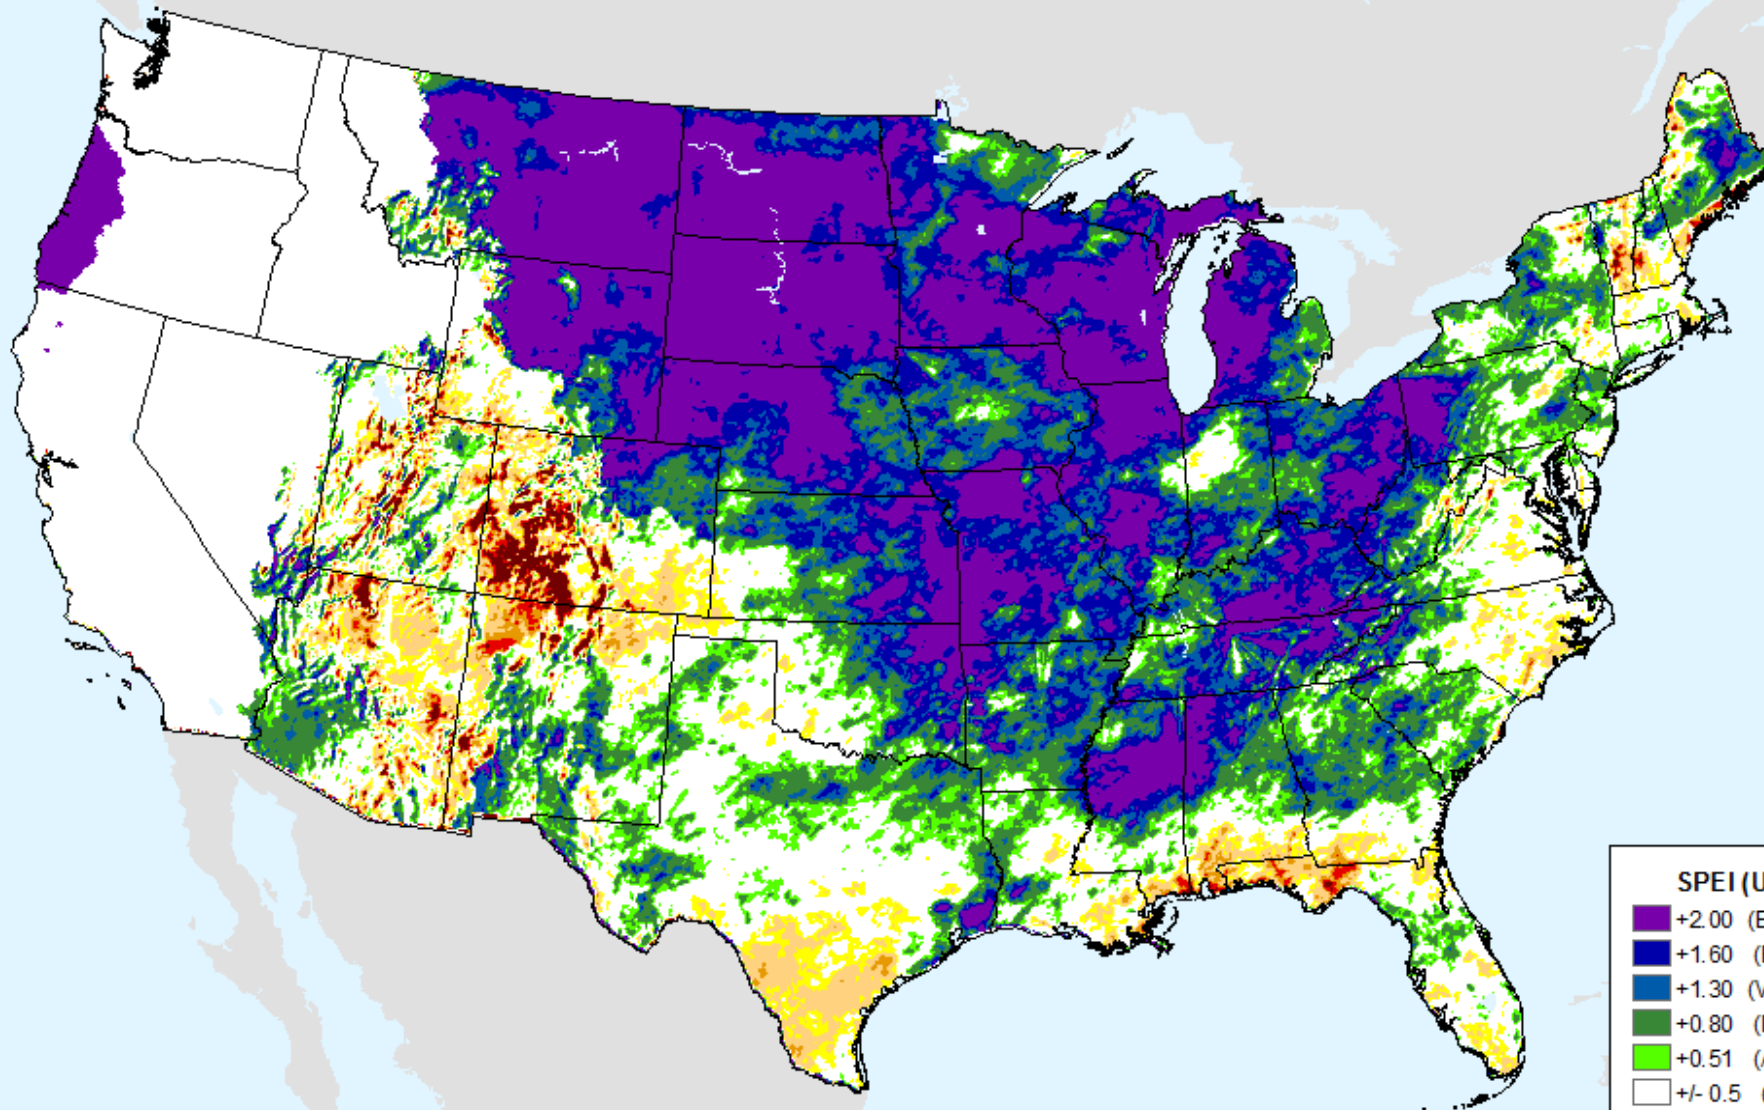 SPEI (U
+2.00 (E
+1.60 (
+1.30 (V
+0.80 (
+0.51 (
+/- 0.5 (